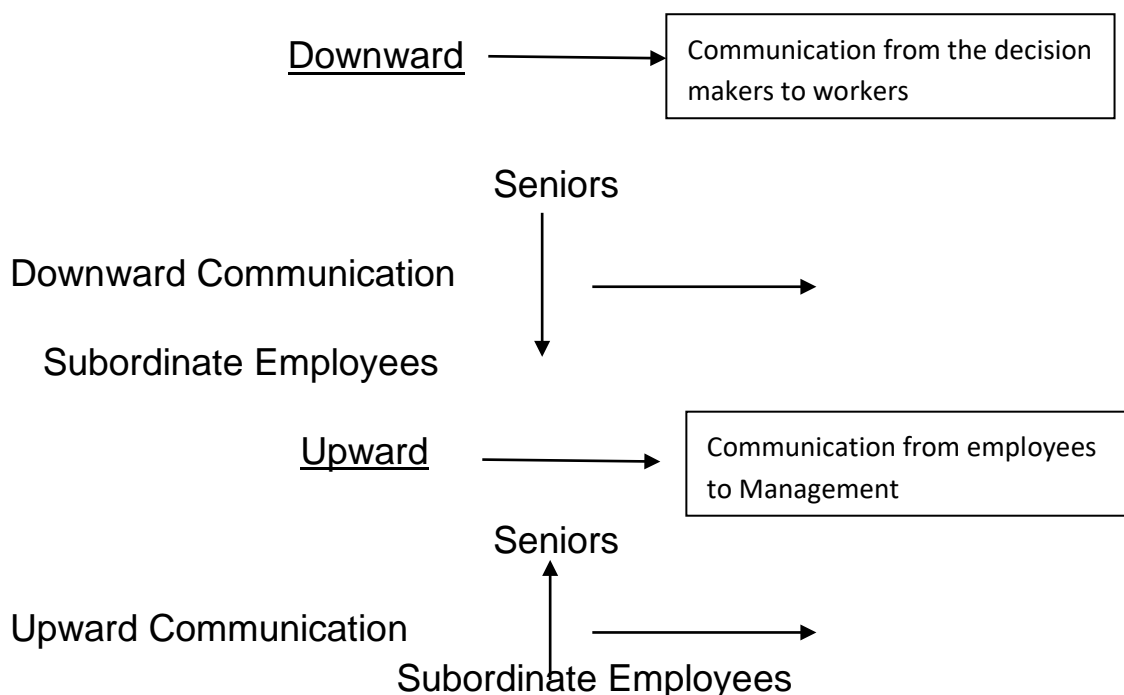 Downward
Communication from the decision
makers to workers
Seniors
Downward Communication
Subordinate Employees
Upward
Communication from employees
to Management
Seniors
Upward Communication
Subordinate Employees